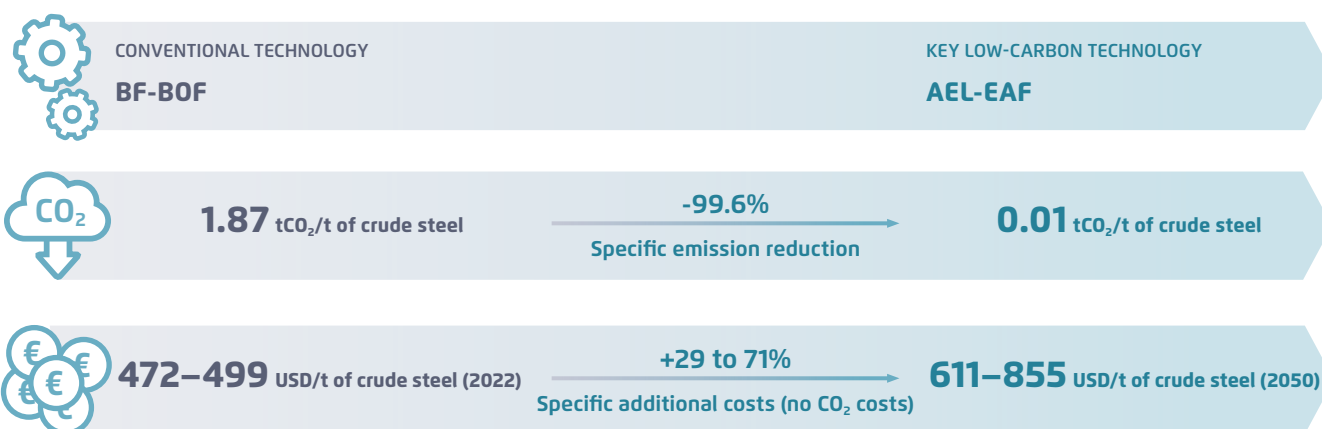 CONVENTIONAL TECHNOLOGY
KEY LOW-CARBON TECHNOLOGY
BF-BOF
AEL-EAF
CO₂
1.87 tCO₂/t of crude steel
-99.6%
Specific emission reduction
0.01 tCO₂/t of crude steel
€ € € € €
472–499 USD/t of crude steel (2022)
+29 to 71%
Specific additional costs (no CO₂ costs)
611–855 USD/t of crude steel (2050)